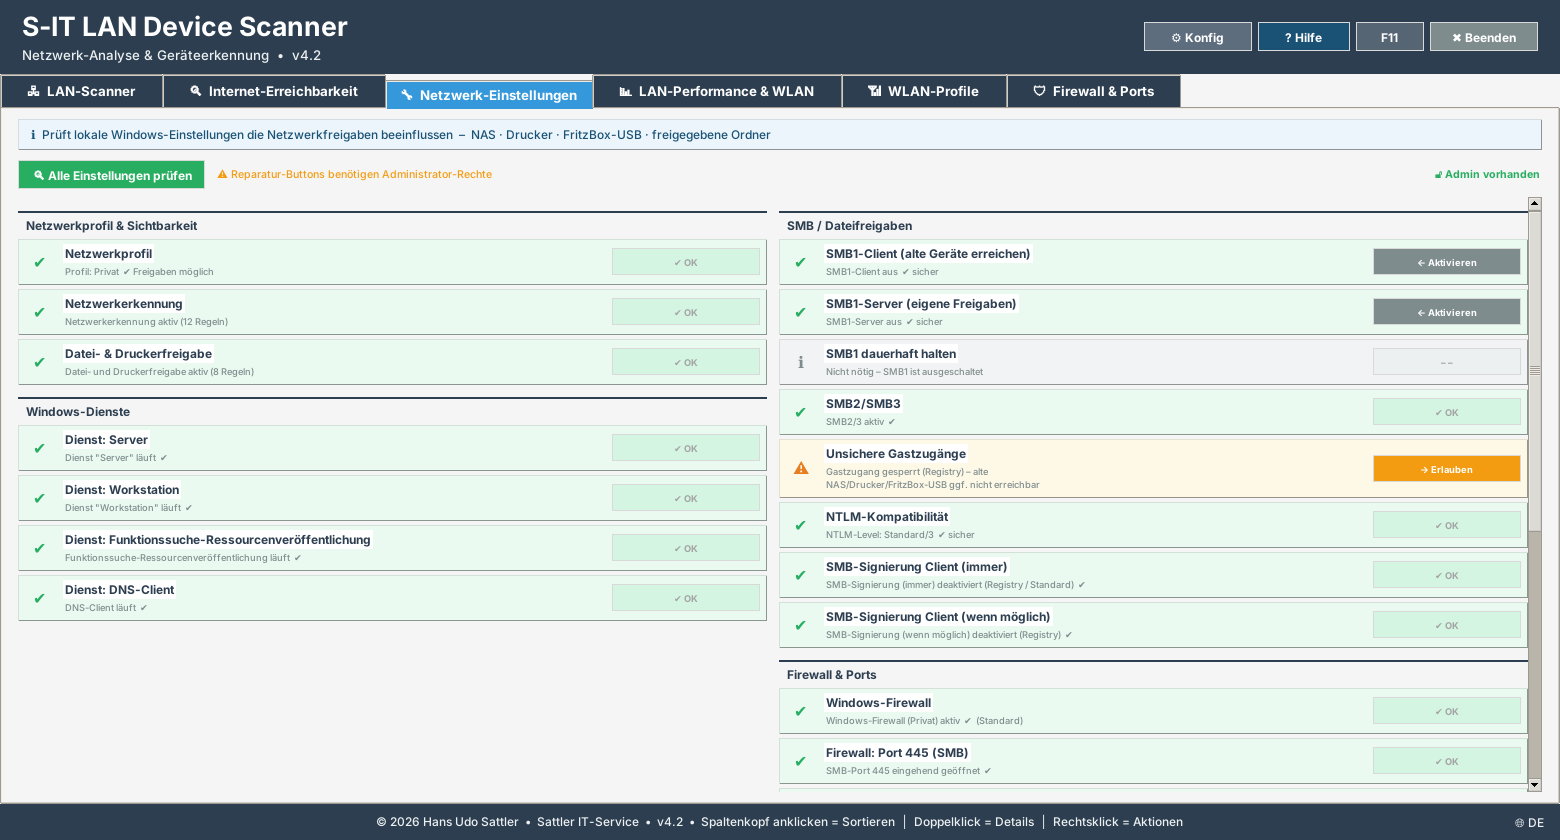 S-IT LAN Device Scanner
Netzwerk-Analyse & Geräteerkennung • v4.2
⚙ Konfig
? Hilfe
F11
✖ Beenden
LAN-Scanner
Internet-Erreichbarkeit
Netzwerk-Einstellungen
LAN-Performance & WLAN
WLAN-Profile
Firewall & Ports
ℹ Prüft lokale Windows-Einstellungen die Netzwerkfreigaben beeinflussen – NAS · Drucker · FritzBox-USB · freigegebene Ordner
Alle Einstellungen prüfen
⚠ Reparatur-Buttons benötigen Administrator-Rechte
Admin vorhanden
Netzwerkprofil & Sichtbarkeit
✔ Netzwerkprofil
Profil: Privat ✔ Freigaben möglich
✔ OK
✔ Netzwerkerkennung
Netzwerkerkennung aktiv (12 Regeln)
✔ OK
✔ Datei- & Druckerfreigabe
Datei- und Druckerfreigabe aktiv (8 Regeln)
✔ OK
Windows-Dienste
✔ Dienst: Server
Dienst "Server" läuft ✔
✔ OK
✔ Dienst: Workstation
Dienst "Workstation" läuft ✔
✔ OK
✔ Dienst: Funktionssuche-Ressourcenveröffentlichung
Funktionssuche-Ressourcenveröffentlichung läuft ✔
✔ OK
✔ Dienst: DNS-Client
DNS-Client läuft ✔
✔ OK
SMB / Dateifreigaben
✔ SMB1-Client (alte Geräte erreichen)
SMB1-Client aus ✔ sicher
← Aktivieren
✔ SMB1-Server (eigene Freigaben)
SMB1-Server aus ✔ sicher
← Aktivieren
ℹ SMB1 dauerhaft halten
Nicht nötig – SMB1 ist ausgeschaltet
– –
✔ SMB2/SMB3
SMB2/3 aktiv ✔
✔ OK
⚠ Unsichere Gastzugänge
Gastzugang gesperrt (Registry) – alte
NAS/Drucker/FritzBox-USB ggf. nicht erreichbar
→ Erlauben
✔ NTLM-Kompatibilität
NTLM-Level: Standard/3 ✔ sicher
✔ OK
✔ SMB-Signierung Client (immer)
SMB-Signierung (immer) deaktiviert (Registry / Standard) ✔
✔ OK
✔ SMB-Signierung Client (wenn möglich)
SMB-Signierung (wenn möglich) deaktiviert (Registry) ✔
✔ OK
Firewall & Ports
✔ Windows-Firewall
Windows-Firewall (Privat) aktiv ✔ (Standard)
✔ OK
✔ Firewall: Port 445 (SMB)
SMB-Port 445 eingehend geöffnet ✔
✔ OK
© 2026 Hans Udo Sattler • Sattler IT-Service • v4.2 • Spaltenkopf anklicken = Sortieren │ Doppelklick = Details │ Rechtsklick = Aktionen
🌐 DE